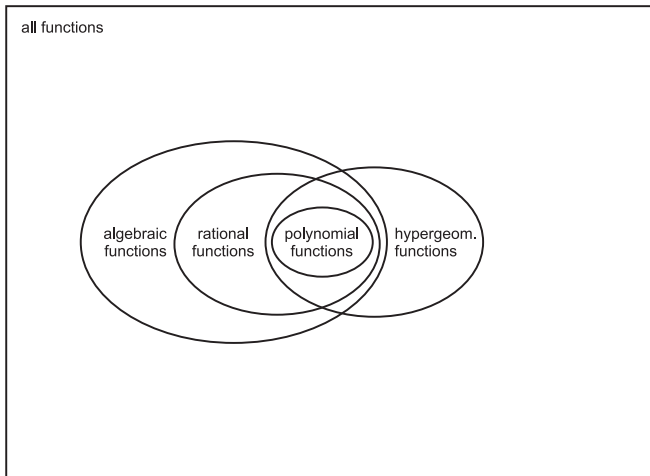 all functions
algebraic
functions
rational
functions
polynomial
functions
hypergeom.
functions